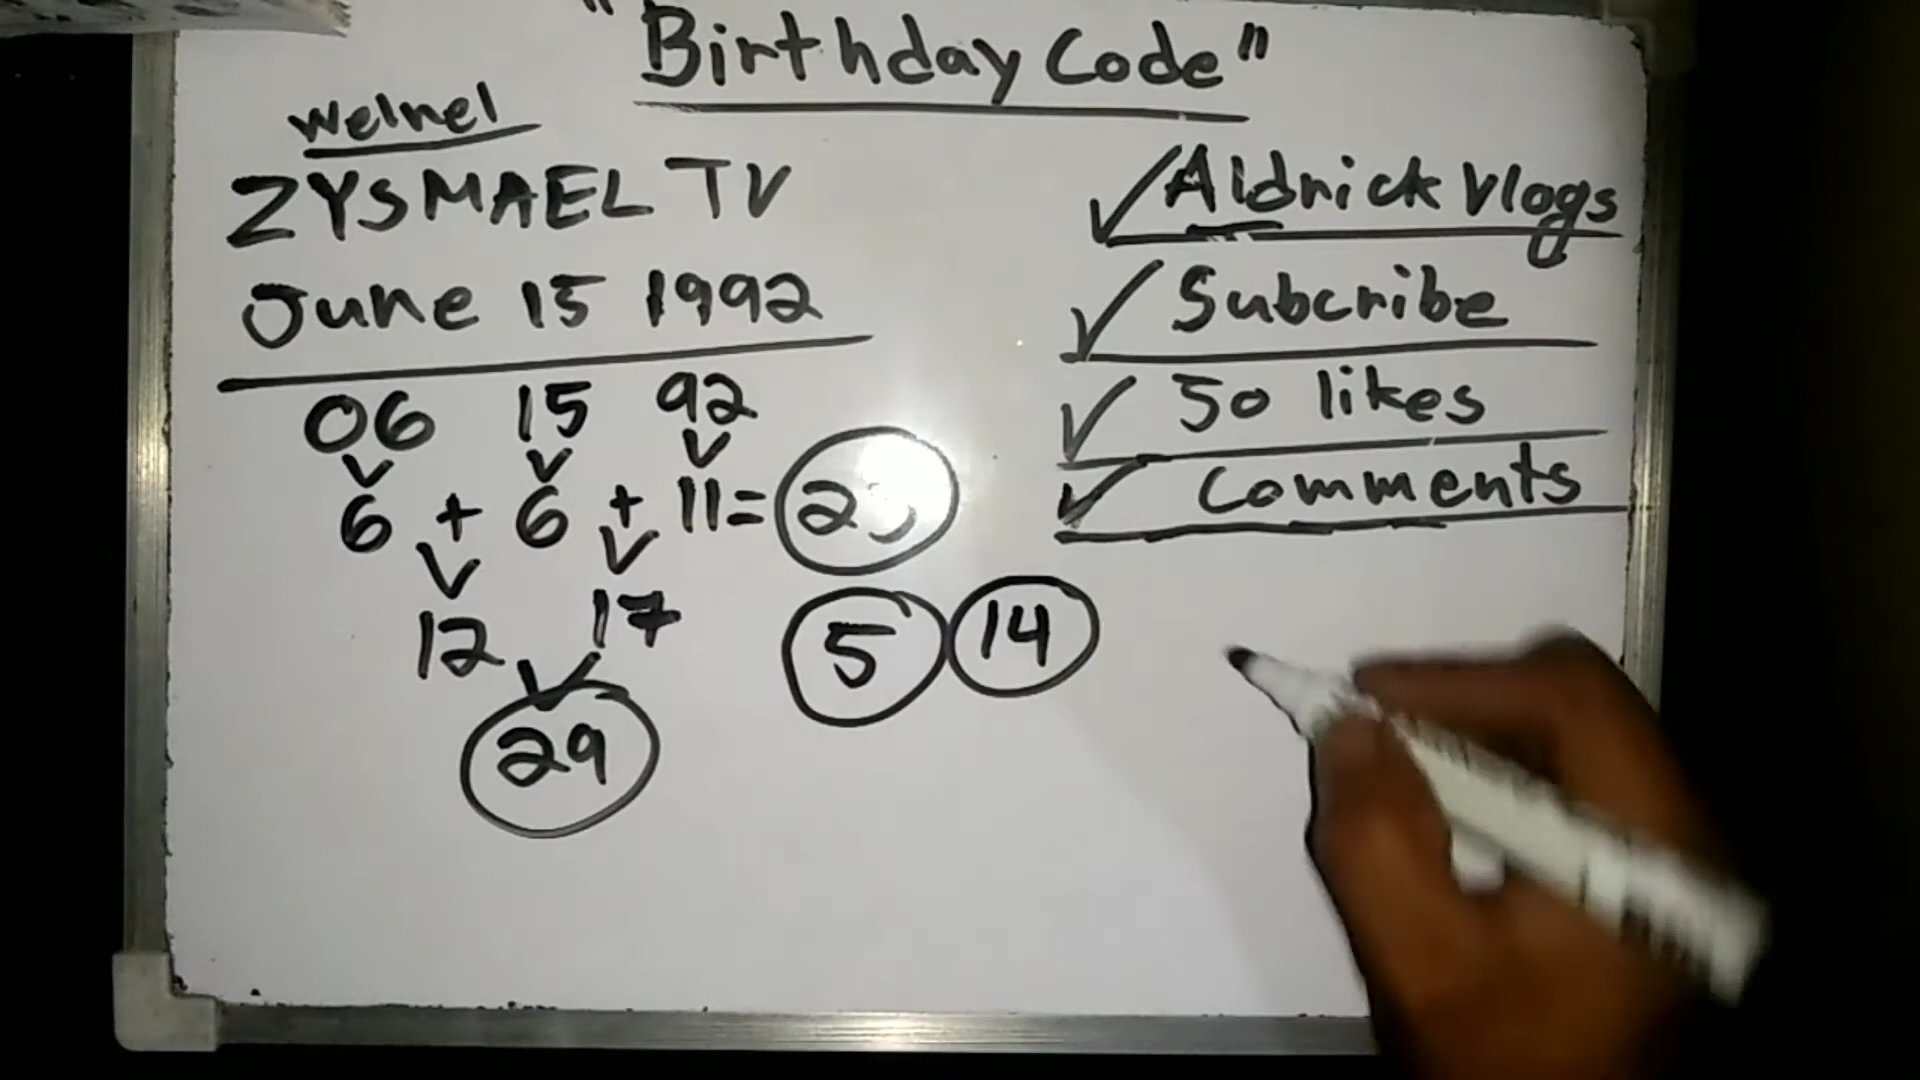 "Birthday Code"
Welnel
ZYSMAEL TV
June 15 1992
06 15 92
6 + 6 + 11 =
12 17
29
5 14
✓ Aldrick Vlogs
✓ Subcribe
✓ 50 likes
✓ Comments